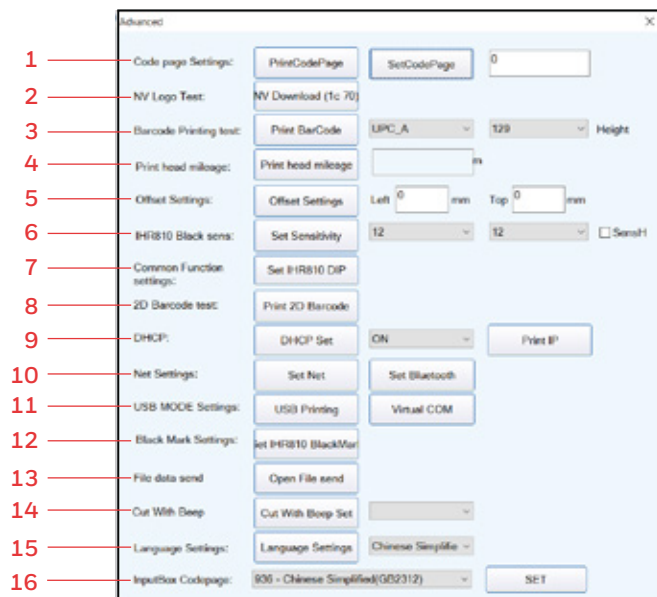 Advanced
1 Code page Settings: PrintCodePage SetCodePage 0
2 NV Logo Test: NV Download (1c 70)
3 Barcode Printing test: Print BarCode UPC_A 129 Height
4 Print head mileage: Print head mileage m
5 Offset Settings: Offset Settings Left 0 mm Top 0 mm
6 IHR810 Black sens: Set Sensitivity 12 12 SensH
7 Common Function settings: Set IHR810 DIP
8 2D Barcode test: Print 2D Barcode
9 DHCP: DHCP Set ON Print IP
10 Net Settings: Set Net Set Bluetooth
11 USB MODE Settings: USB Printing Virtual COM
12 Black Mark Settings: et IHR810 BlackMar
13 File data send Open File send
14 Cut With Beep Cut With Beep Set
15 Language Settings: Language Settings Chinese Simplifie
16 InputBox Codepage: 936 - Chinese Simplified(GB2312) SET